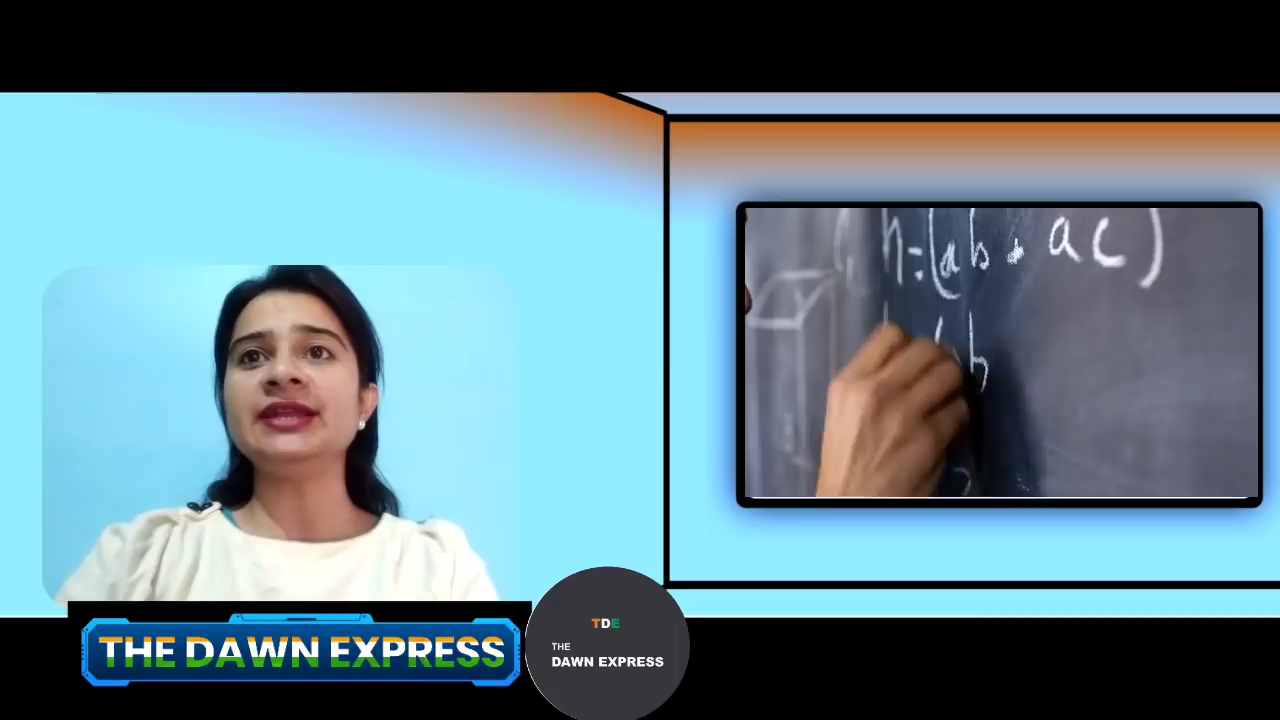 h=(ab. ac)
b
THE DAWN EXPRESS
TDE
THE
DAWN EXPRESS